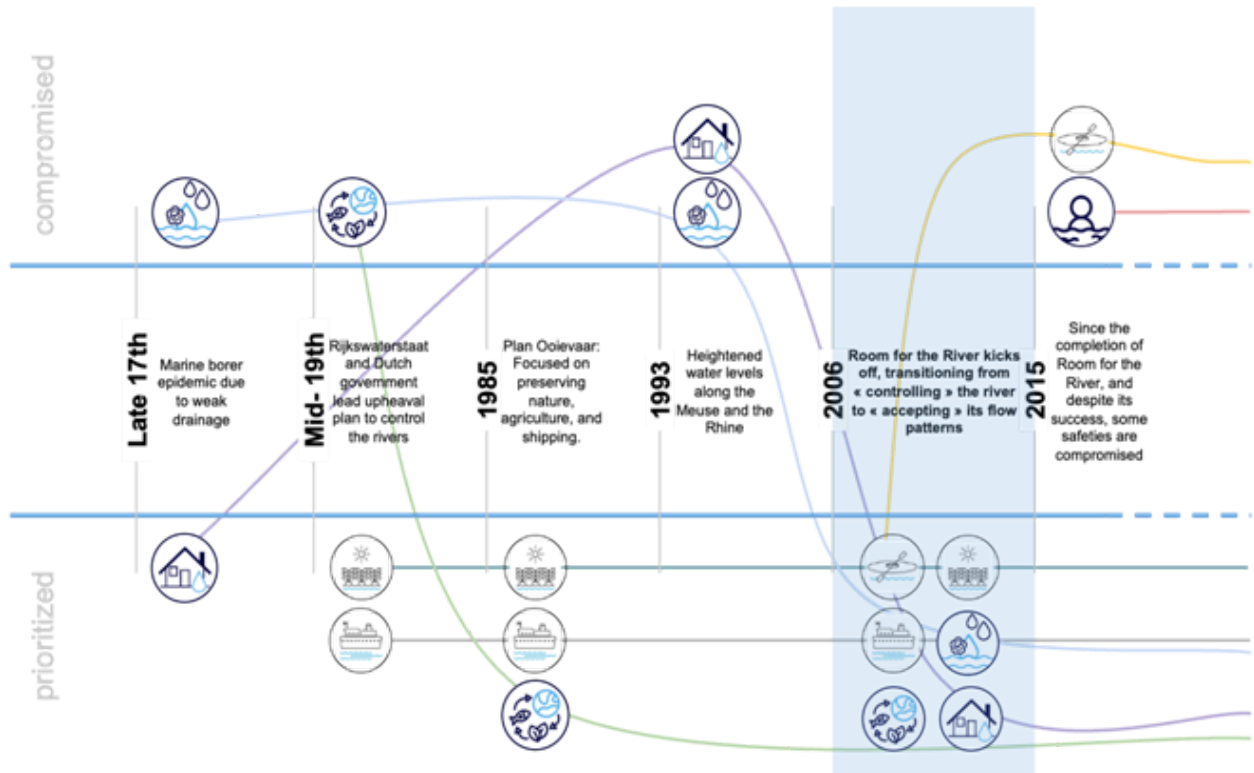 compromised
prioritized
Late 17th
Marine borer
epidemic due
to weak
drainage
Mid- 19th
Rijkswaterstaat
and Dutch
government
lead upheaval
plan to control
the rivers
1985
Plan Ooievaar:
Focused on
preserving
nature,
agriculture, and
shipping.
1993
Heightened
water levels
along the
Meuse and the
Rhine
2006
Room for the River kicks
off, transitioning from
« controlling » the river
to « accepting » its flow
patterns
2015
Since the
completion of
Room for the
River, and
despite its
success, some
safeties are
compromised